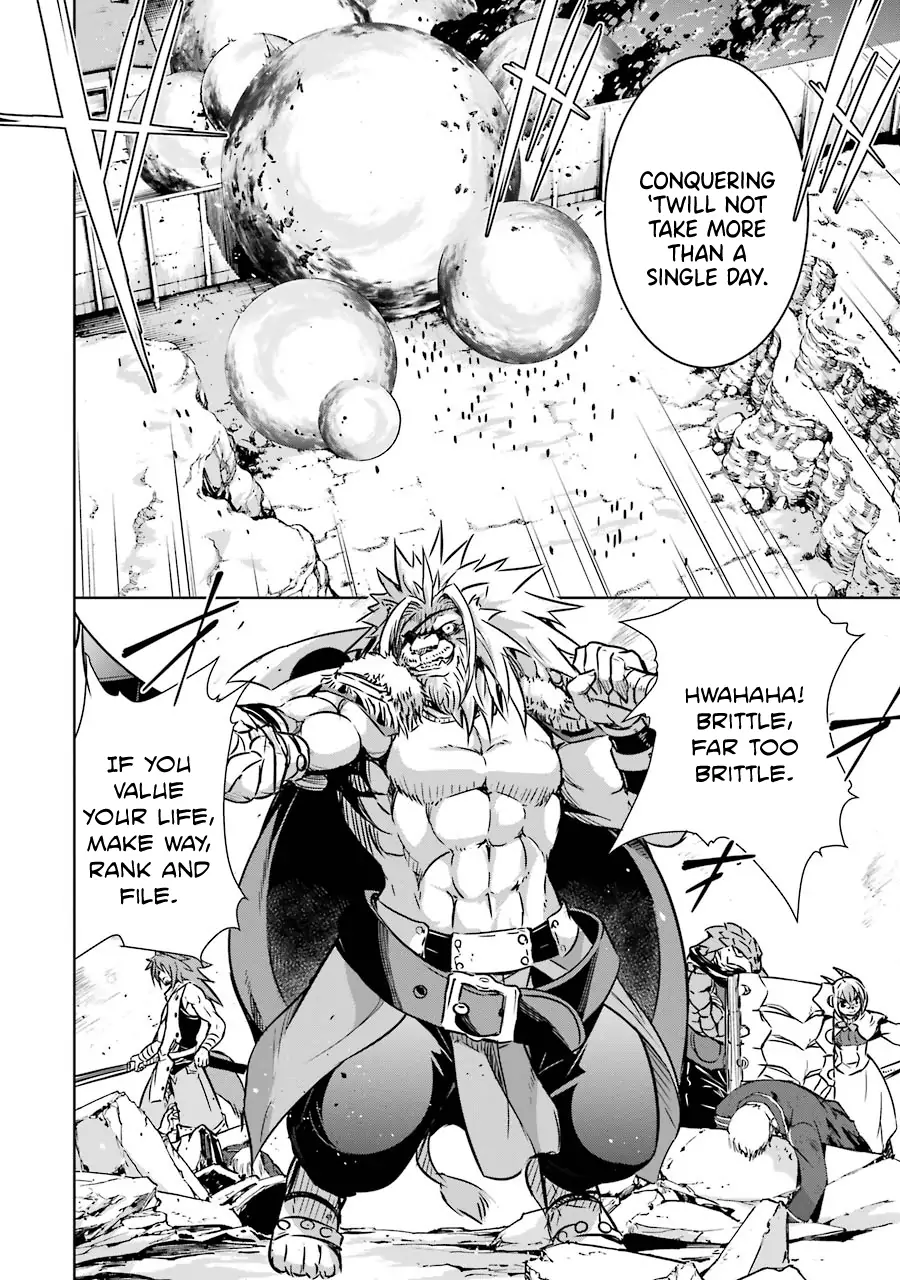 CONQUERING
'TWILL NOT
TAKE MORE
THAN A
SINGLE DAY.
HWAHAHA!
BRITTLE,
FAR TOO
BRITTLE.
IF YOU
VALUE
YOUR LIFE,
MAKE WAY,
RANK AND
FILE.